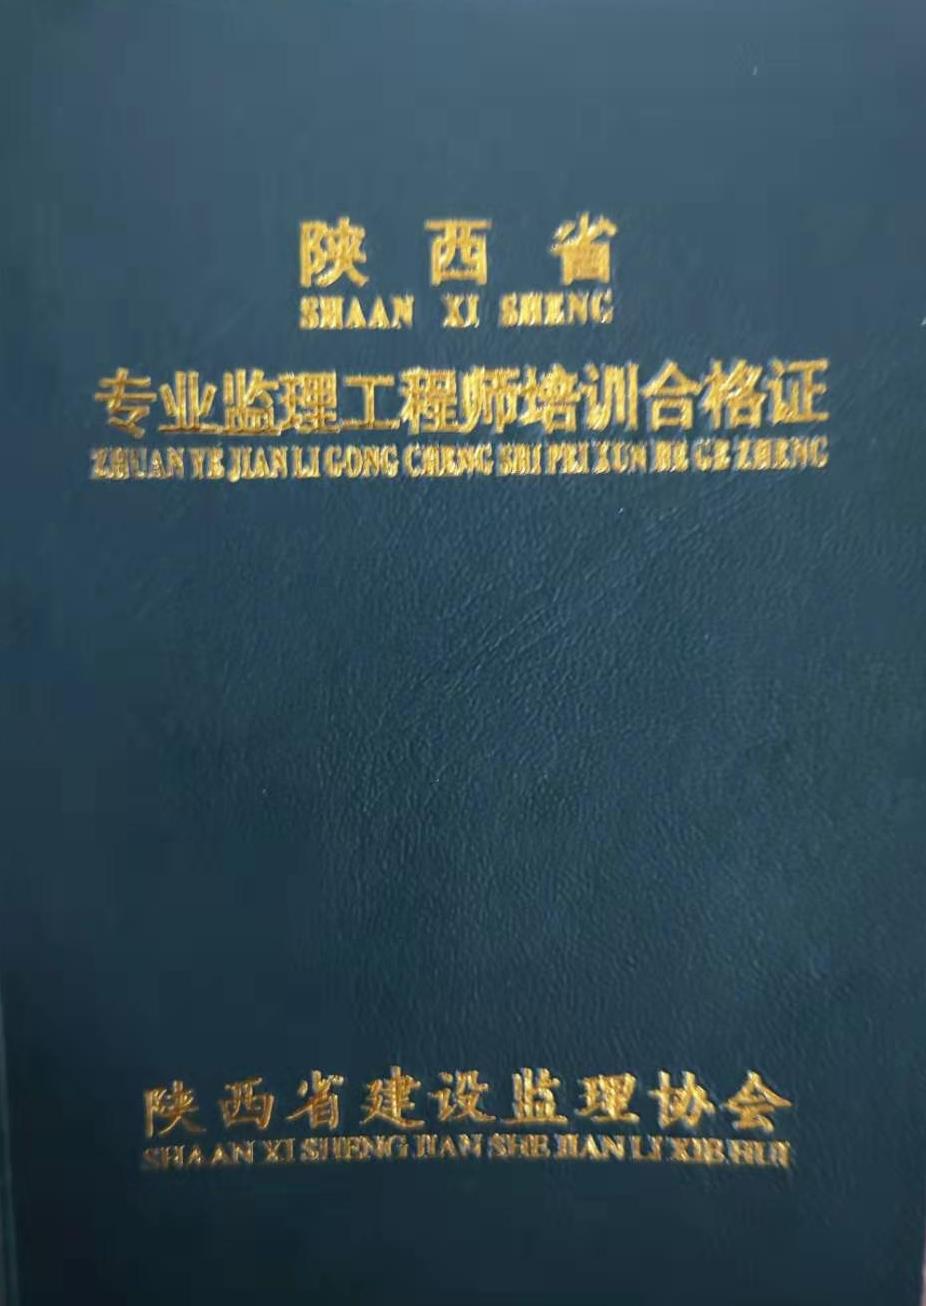 陕西省
SHAAN XI SHENG
专业监理工程师培训合格证
ZHUAN YE JIAN LI GONG CHENG SHI PEI XUN HE GE ZHENG
陕西省建设监理协会
SHAAN XI SHENG JIAN SHE JIAN LI XIE HUI